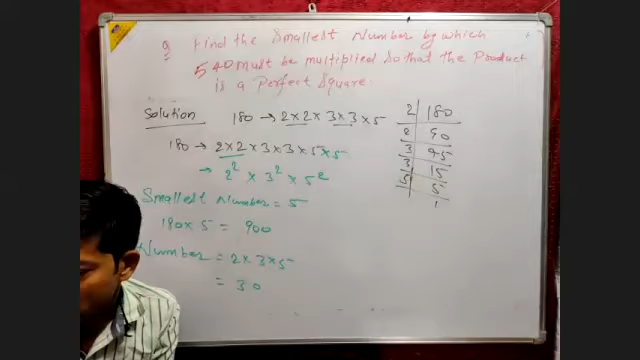 Q Find the Smallest Number by which
540 must be multiplied so that the Product
is a Perfect Square.
Solution
180 → 2×2×3×3×5
180 → 2×2×3×3×5×5
→ 2² × 3² × 5²
Smallest Number = 5
180×5 = 900
Number = 2×3×5
= 30
2 | 180
2 | 90
3 | 45
3 | 15
5 | 5
1